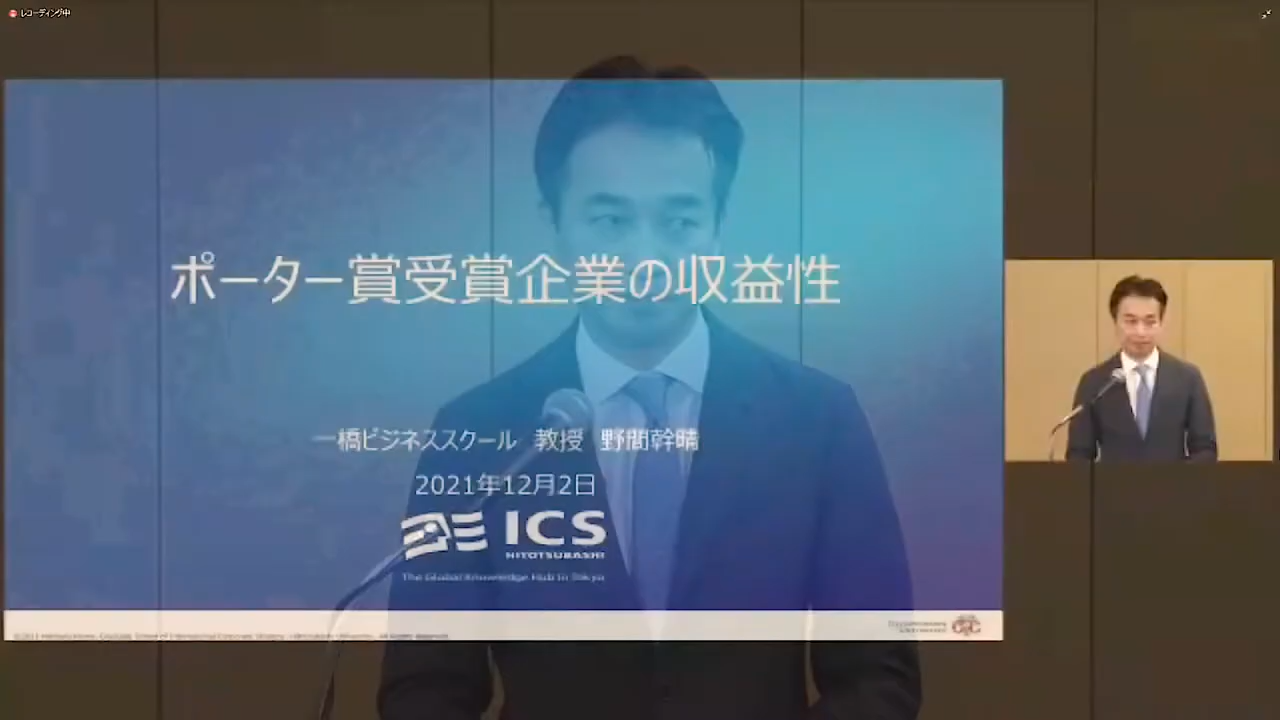 レコーディング中
ポーター賞受賞企業の収益性
一橋ビジネススクール 教授 野間幹晴
2021年12月2日
ICS
HITOTSUBASHI
The Global Knowledge Hub in Tokyo